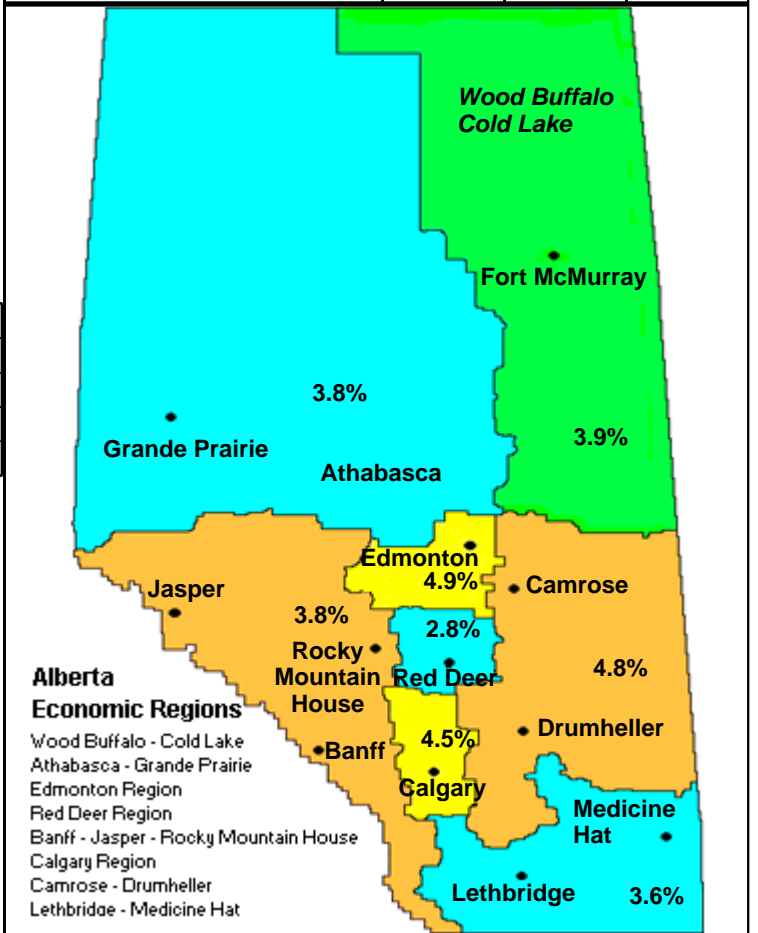 Wood Buffalo
Cold Lake
Fort McMurray
3.8%
3.9%
Grande Prairie
Athabasca
Edmonton
4.9%
Camrose
Jasper
3.8%
2.8%
Rocky
Mountain
House
Red Deer
4.8%
Drumheller
4.5%
Banff
Calgary
Medicine
Hat
Lethbridge
3.6%
Alberta
Economic Regions
Wood Buffalo - Cold Lake
Athabasca - Grande Prairie
Edmonton Region
Red Deer Region
Banff - Jasper - Rocky Mountain House
Calgary Region
Camrose - Drumheller
Lethbridge - Medicine Hat